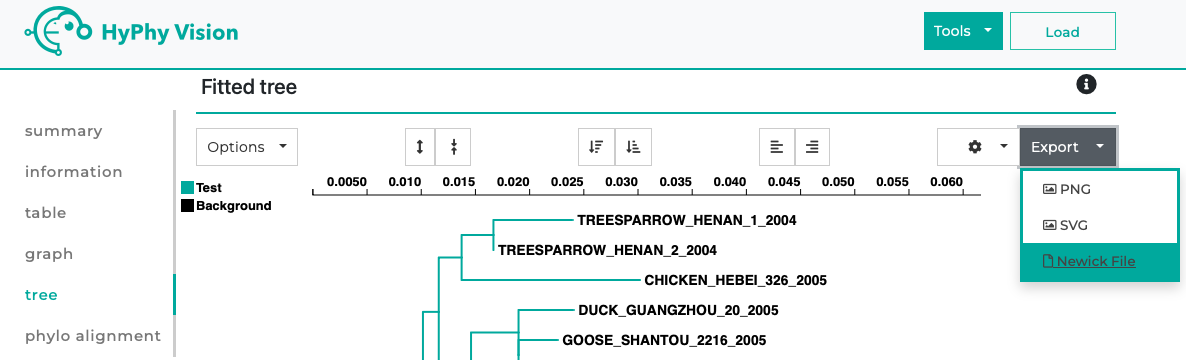 HyPhy Vision
Tools
Load
Fitted tree
summary
information
table
graph
tree
phylo alignment
Options
Export
PNG
SVG
Newick File
Test
Background
0.0050 0.010 0.015 0.020 0.025 0.030 0.035 0.040 0.045 0.050 0.055 0.060
TREESPARROW_HENAN_1_2004
TREESPARROW_HENAN_2_2004
CHICKEN_HEBEI_326_2005
DUCK_GUANGZHOU_20_2005
GOOSE_SHANTOU_2216_2005